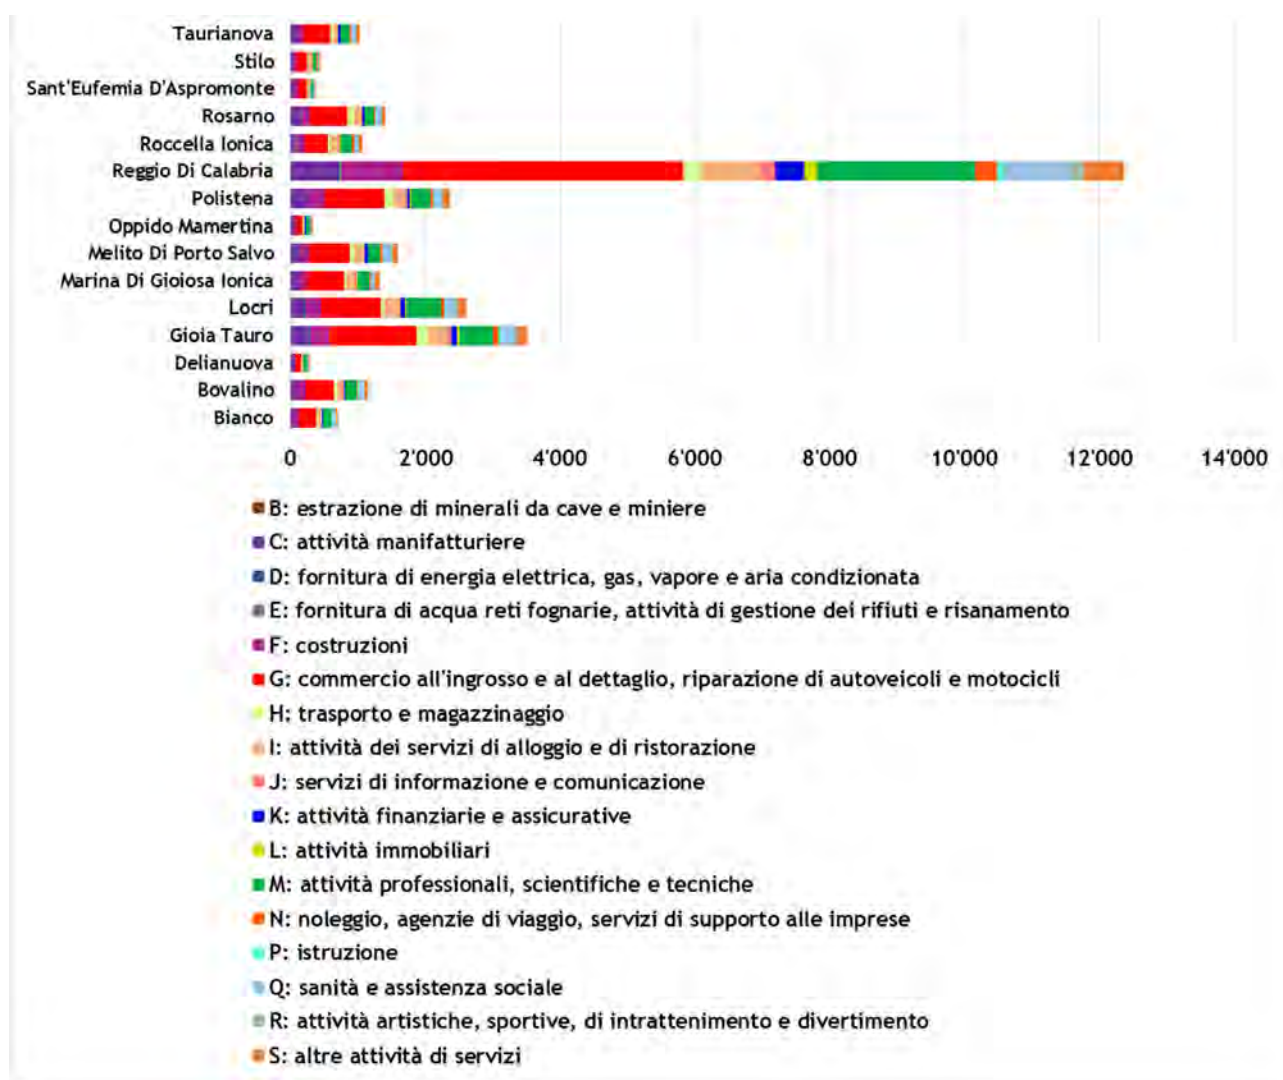 Taurianova
Stilo
Sant'Eufemia D'Aspromonte
Rosarno
Roccella Ionica
Reggio Di Calabria
Polistena
Oppido Mamertina
Melito Di Porto Salvo
Marina Di Gioiosa Ionica
Locri
Gioia Tauro
Delianuova
Bovalino
Bianco
0 2'000 4'000 6'000 8'000 10'000 12'000 14'000
B: estrazione di minerali da cave e miniere
C: attività manifatturiere
D: fornitura di energia elettrica, gas, vapore e aria condizionata
E: fornitura di acqua reti fognarie, attività di gestione dei rifiuti e risanamento
F: costruzioni
G: commercio all'ingrosso e al dettaglio, riparazione di autoveicoli e motocicli
H: trasporto e magazzinaggio
I: attività dei servizi di alloggio e di ristorazione
J: servizi di informazione e comunicazione
K: attività finanziarie e assicurative
L: attività immobiliari
M: attività professionali, scientifiche e tecniche
N: noleggio, agenzie di viaggio, servizi di supporto alle imprese
P: istruzione
Q: sanità e assistenza sociale
R: attività artistiche, sportive, di intrattenimento e divertimento
S: altre attività di servizi